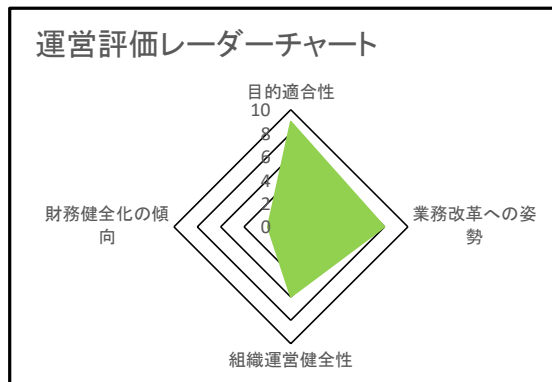 運営評価レーダーチャート
目的適合性
10
8
6
4
2
0
財務健全化の傾
向
業務改革への姿
勢
組織運営健全性